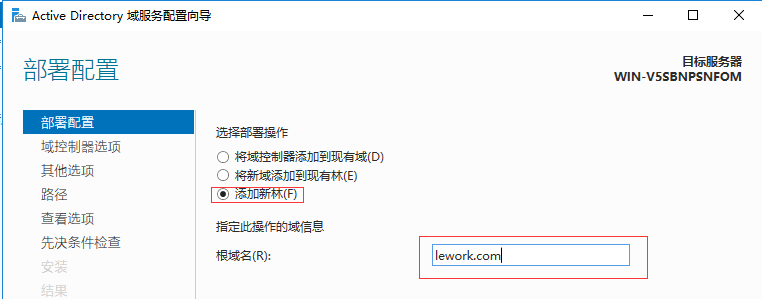 Active Directory 域服务配置向导
部署配置
目标服务器
WIN-V5SBNPSNFOM
部署配置
域控制器选项
其他选项
路径
查看选项
先决条件检查
安装
结果
选择部署操作
将域控制器添加到现有域(D)
将新域添加到现有林(E)
添加新林(F)
指定此操作的域信息
根域名(R):
lework.com